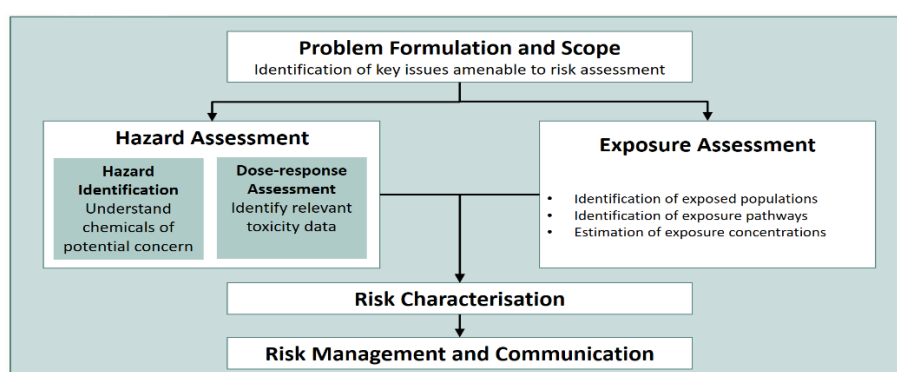 Problem Formulation and Scope
Identification of key issues amenable to risk assessment
Hazard Assessment
Hazard
Identification
Understand
chemicals of
potential concern
Dose-response
Assessment
Identify relevant
toxicity data
Exposure Assessment
• Identification of exposed populations
• Identification of exposure pathways
• Estimation of exposure concentrations
Risk Characterisation
Risk Management and Communication